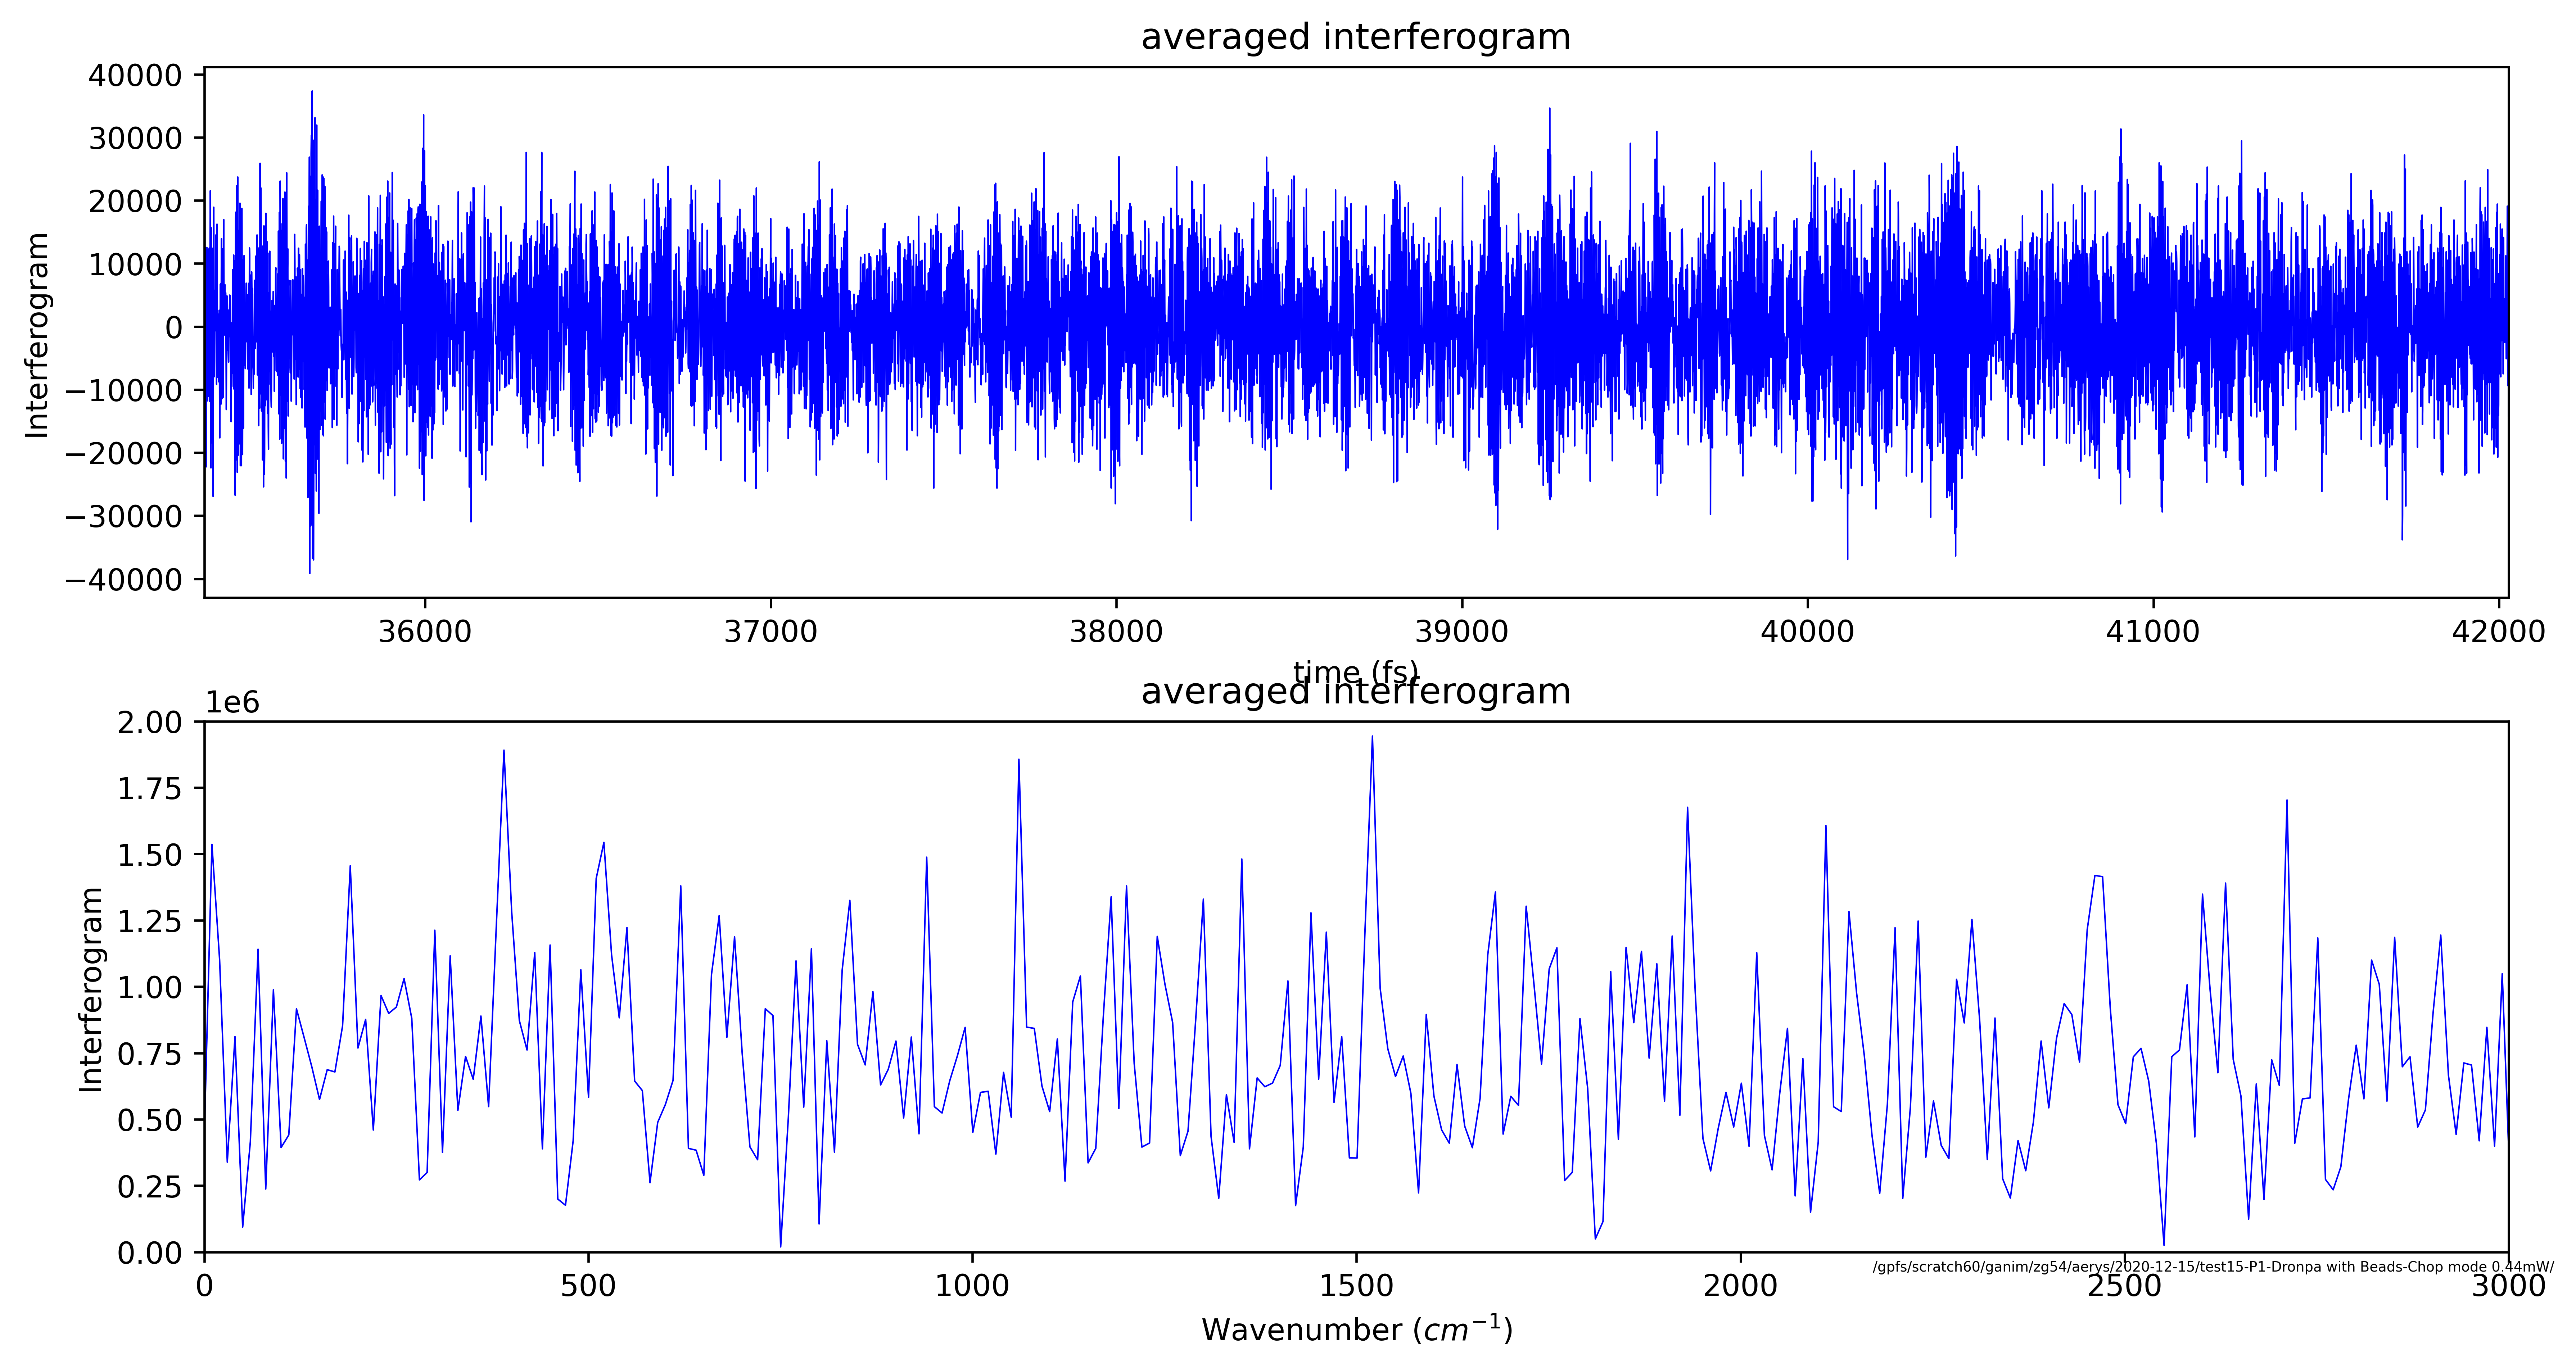 averaged interferogram
40000
30000
20000
10000
0
−10000
−20000
−30000
−40000
Interferogram
36000 37000 38000 39000 40000 41000 42000
time (fs)
averaged interferogram
1e6
2.00
1.75
1.50
1.25
1.00
0.75
0.50
0.25
0.00
Interferogram
/gpfs/scratch60/ganim/zg54/aerys/2020-12-15/test15-P1-Dronpa with Beads-Chop mode 0.44mW/
0 500 1000 1500 2000 2500 3000
Wavenumber (cm⁻¹)